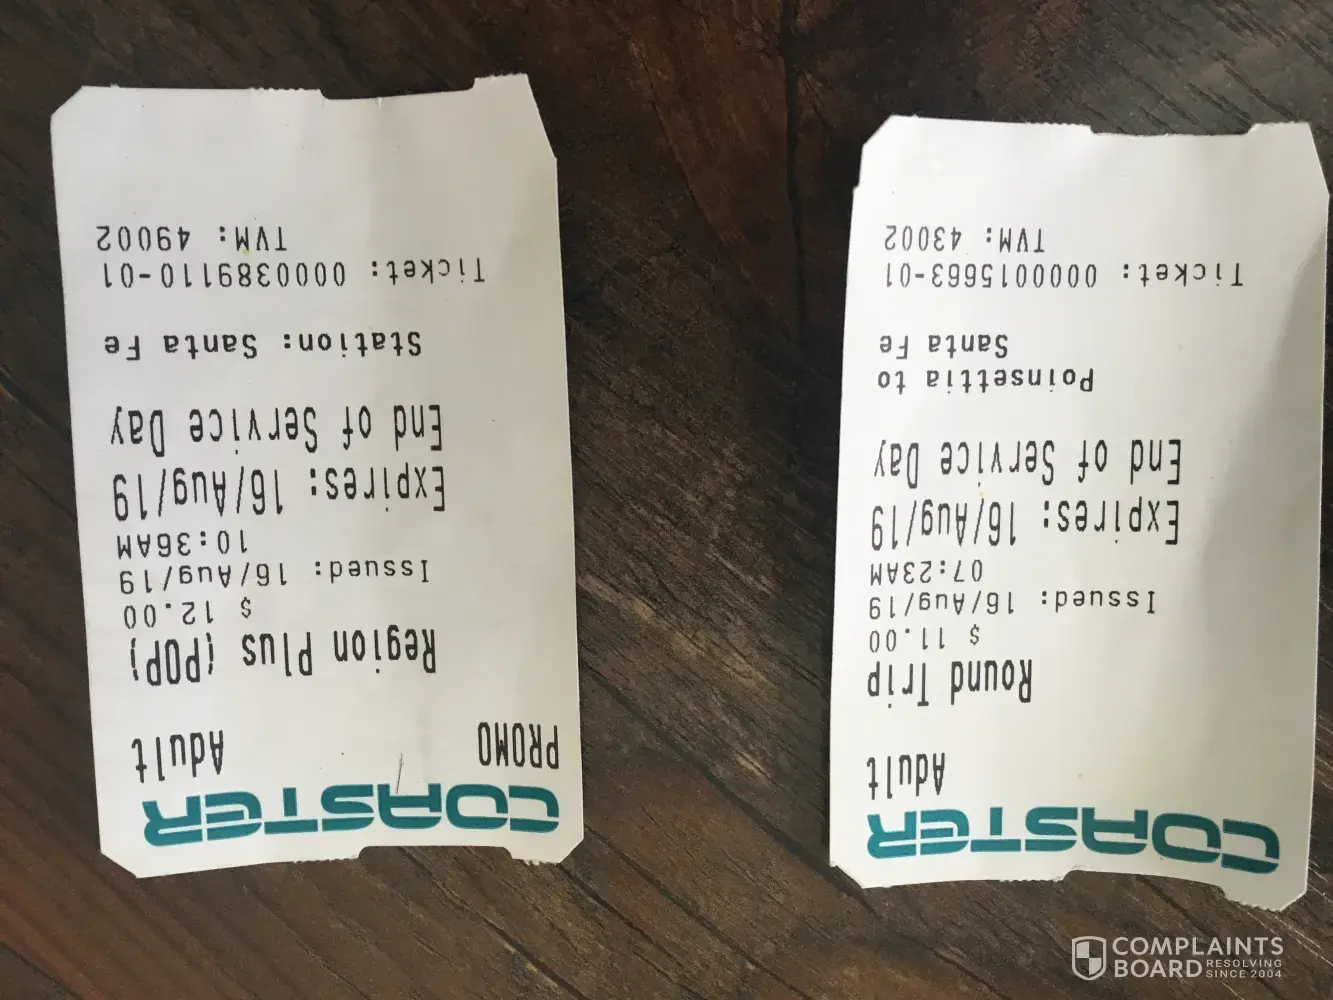 COASTER
PROMO Adult
Region Plus (POP)
$ 12.00
Issued: 16/Aug/19
10:36AM
Expires: 16/Aug/19
End of Service Day
Station: Santa Fe
Ticket: 0000389110-01
TVM: 49002
COASTER
Adult
Round Trip
$ 11.00
Issued: 16/Aug/19
07:23AM
Expires: 16/Aug/19
End of Service Day
Poinsettia to
Santa Fe
Ticket: 000015663-01
TVM: 43002
COMPLAINTS
BOARD RESOLVING
SINCE 2004